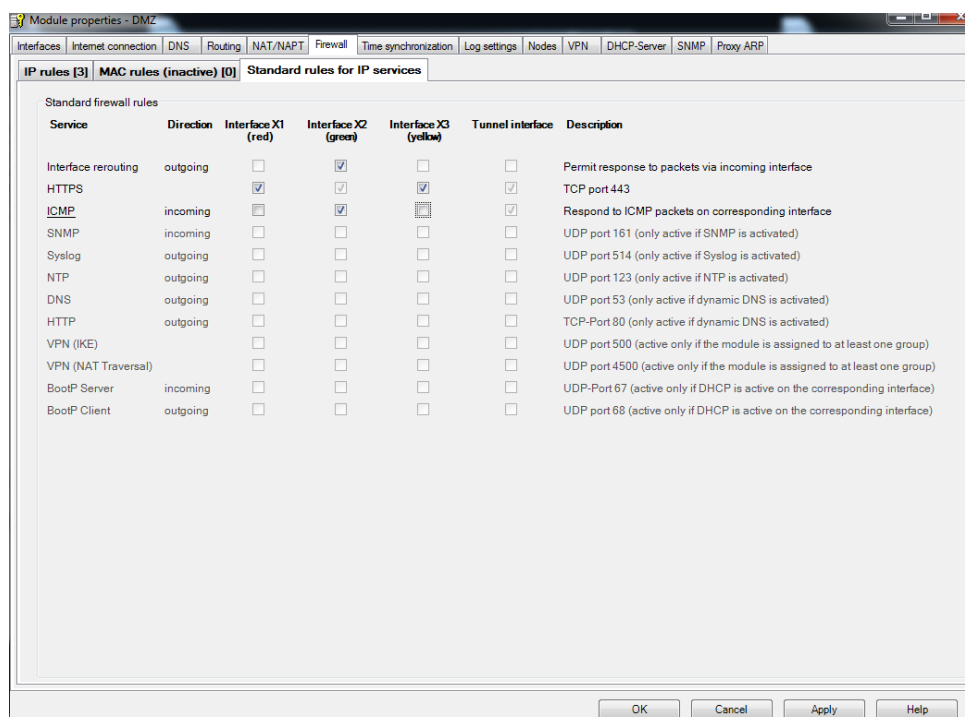 Module properties - DMZ
Interfaces Internet connection DNS Routing NAT/NAPT Firewall Time synchronization Log settings Nodes VPN DHCP-Server SNMP Proxy ARP
IP rules [3] MAC rules (inactive) [0] Standard rules for IP services
Standard firewall rules
Service Direction Interface X1 (red) Interface X2 (green) Interface X3 (yellow) Tunnel interface Description
Interface rerouting outgoing Permit response to packets via incoming interface
HTTPS TCP port 443
ICMP incoming Respond to ICMP packets on corresponding interface
SNMP incoming UDP port 161 (only active if SNMP is activated)
Syslog outgoing UDP port 514 (only active if Syslog is activated)
NTP outgoing UDP port 123 (only active if NTP is activated)
DNS outgoing UDP port 53 (only active if dynamic DNS is activated)
HTTP outgoing TCP-Port 80 (only active if dynamic DNS is activated)
VPN (IKE) UDP port 500 (active only if the module is assigned to at least one group)
VPN (NAT Traversal) UDP port 4500 (active only if the module is assigned to at least one group)
BootP Server incoming UDP-Port 67 (active only if DHCP is active on the corresponding interface)
BootP Client outgoing UDP port 68 (active only if DHCP is active on the corresponding interface)
OK Cancel Apply Help